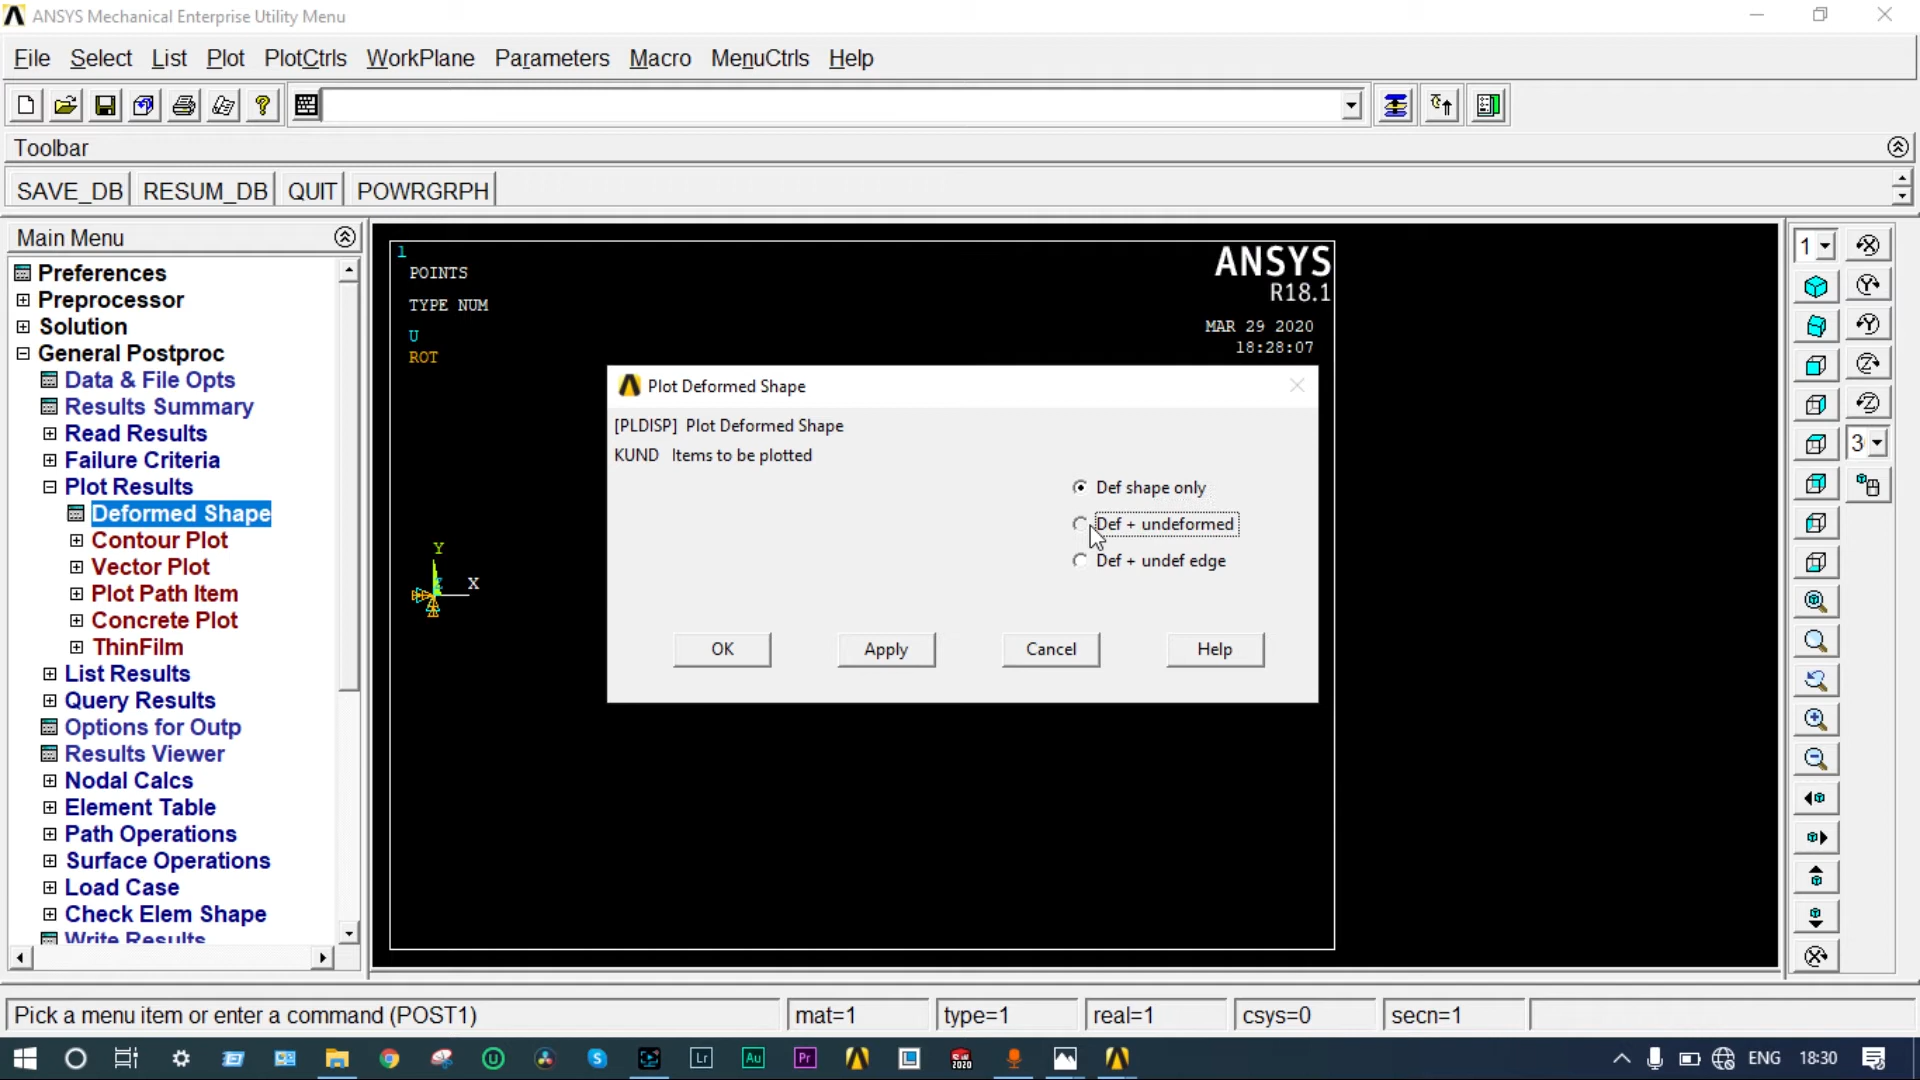 ANSYS Mechanical Enterprise Utility Menu
File Select List Plot PlotCtrls WorkPlane Parameters Macro MenuCtrls Help
Toolbar
SAVE_DB RESUM_DB QUIT POWRGRPH
Main Menu
Preferences
Preprocessor
Solution
General Postproc
Data & File Opts
Results Summary
Read Results
Failure Criteria
Plot Results
Deformed Shape
Contour Plot
Vector Plot
Plot Path Item
Concrete Plot
ThinFilm
List Results
Query Results
Options for Outp
Results Viewer
Nodal Calcs
Element Table
Path Operations
Surface Operations
Load Case
Check Elem Shape
Write Results
1
POINTS
TYPE NUM
U
ROT
ANSYS
R18.1
MAR 29 2020
18:28:07
Y
X
Plot Deformed Shape
[PLDISP] Plot Deformed Shape
KUND Items to be plotted
Def shape only
Def + undeformed
Def + undef edge
OK Apply Cancel Help
1
3
Pick a menu item or enter a command (POST1) mat=1 type=1 real=1 csys=0 secn=1
Lr Au Pr L 2020 ENG 18:30